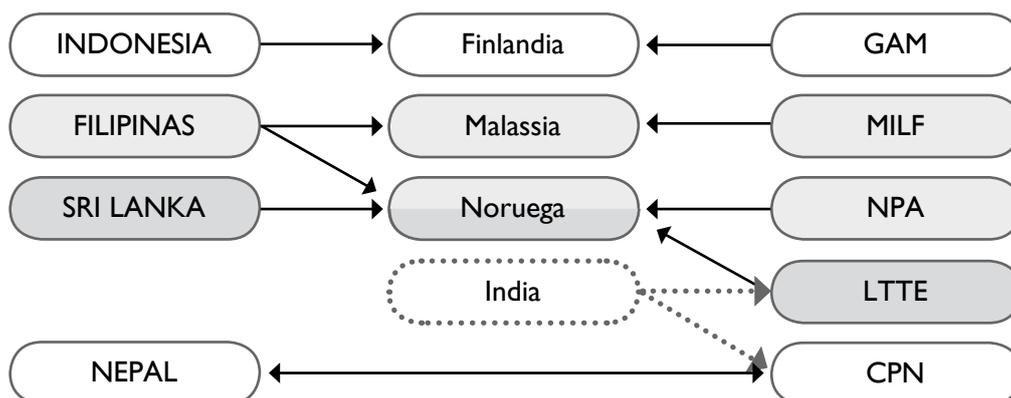 INDONESIA Finlandia GAM
FILIPINAS Malassia MILF
SRI LANKA Noruega NPA
India LTTE
NEPAL CPN